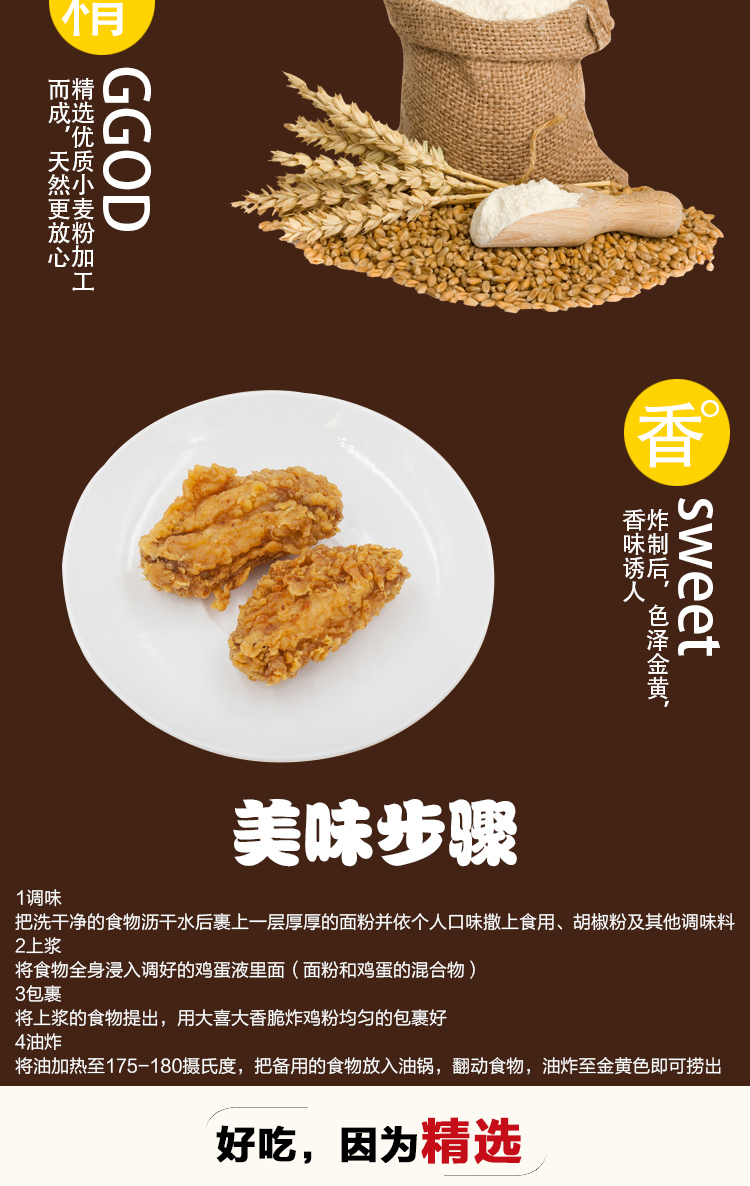 精
GGOD
精选优质小麦粉加工
而成，天然更放心
香
sweet
炸制后，色泽金黄，
香味诱人
美味步骤
1调味
把洗干净的食物沥干水后裹上一层厚厚的面粉并依个人口味撒上食用、胡椒粉及其他调味料
2上浆
将食物全身浸入调好的鸡蛋液里面（面粉和鸡蛋的混合物）
3包裹
将上浆的食物提出，用大喜大香脆炸鸡粉均匀的包裹好
4油炸
将油加热至175-180摄氏度，把备用的食物放入油锅，翻动食物，油炸至金黄色即可捞出
好吃，因为精选